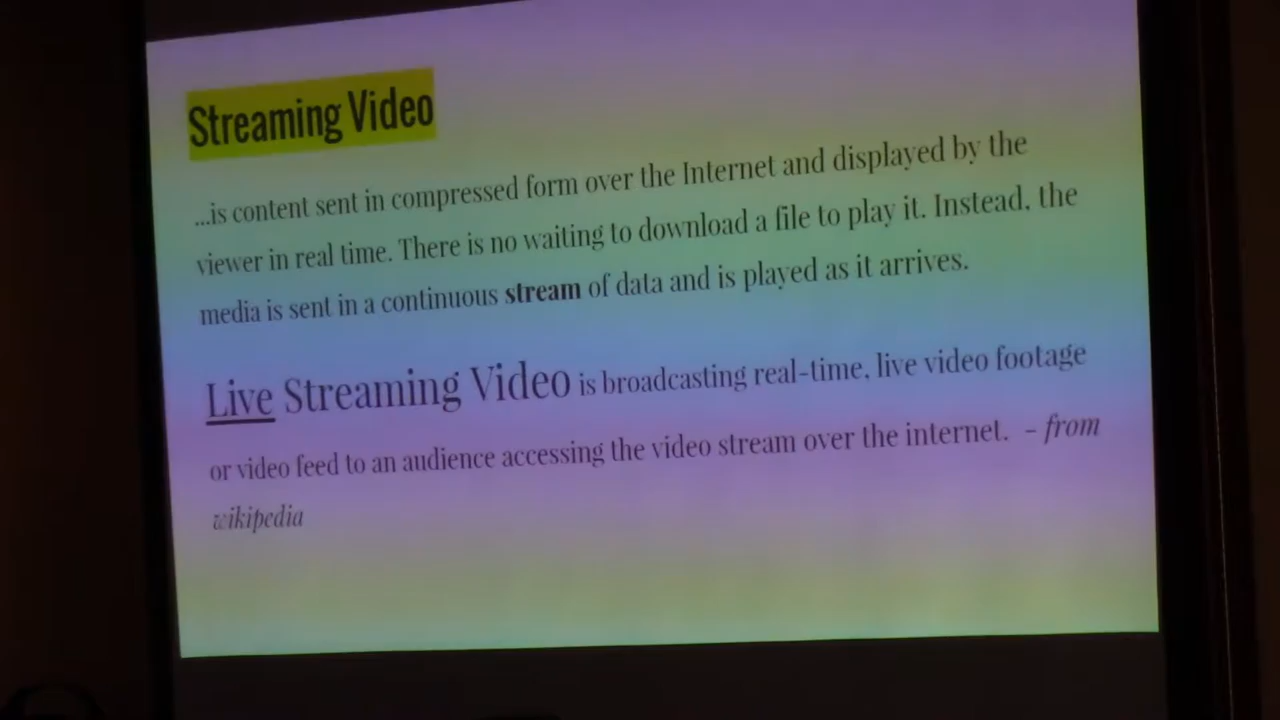 Streaming Video
...is content sent in compressed form over the Internet and displayed by the
viewer in real time. There is no waiting to download a file to play it. Instead, the
media is sent in a continuous stream of data and is played as it arrives.
Live Streaming Video is broadcasting real-time, live video footage
or video feed to an audience accessing the video stream over the internet. - from
wikipedia